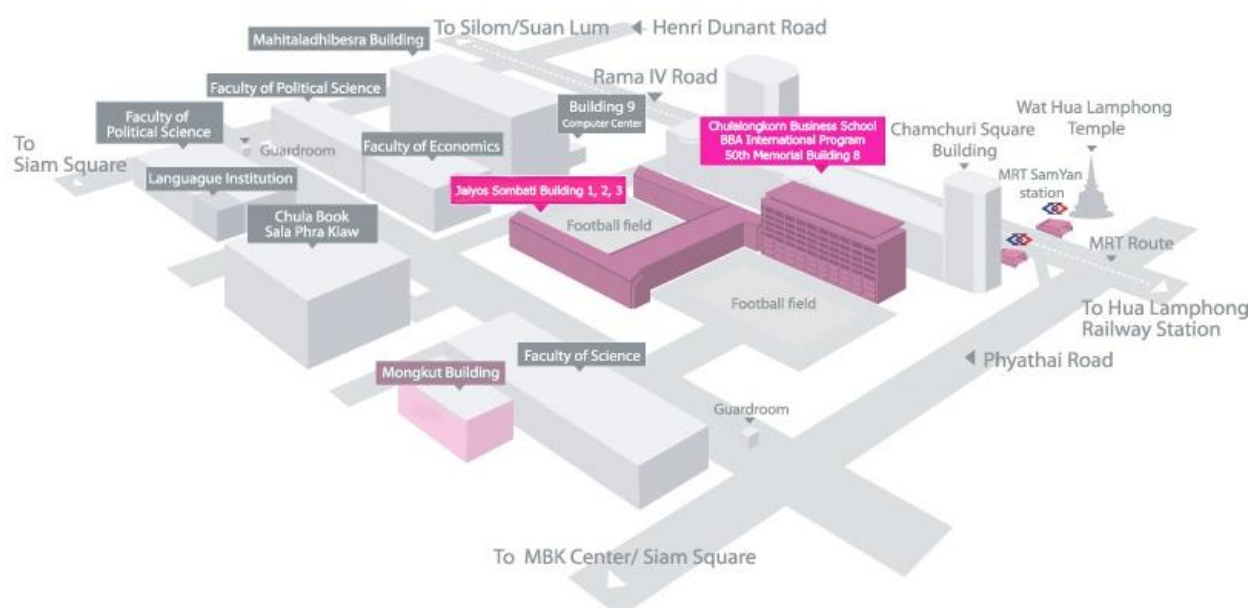 To Silom/Suan Lum
Henri Dunant Road
Mahitaladhibesra Building
Rama IV Road
Faculty of Political Science
Building 9
Computer Center
Wat Hua Lamphong
Temple
Faculty of
Political Science
To
Siam Square
Guardroom
Faculty of Economics
Chulalongkorn Business School
BBA International Program
50th Memorial Building 8
Chamchuri Square
Building
MRT SamYan
station
Languague Institution
Jaiyos Sombati Building 1, 2, 3
Chula Book
Sala Phra Kiaw
Football field
MRT Route
Football field
To Hua Lamphong
Railway Station
Faculty of Science
Phyathai Road
Mongkut Building
Guardroom
To MBK Center/ Siam Square